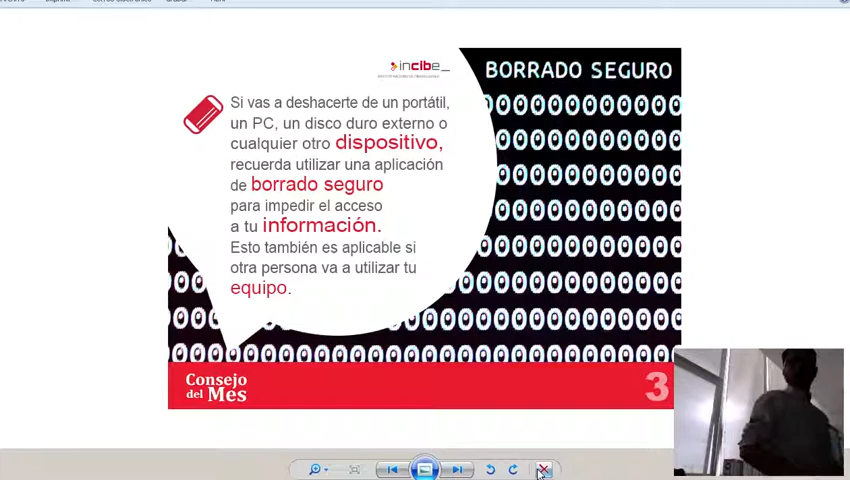 incibe_
BORRADO SEGURO
Si vas a deshacerte de un portátil,
un PC, un disco duro externo o
cualquier otro dispositivo,
recuerda utilizar una aplicación
de borrado seguro
para impedir el acceso
a tu información.
Esto también es aplicable si
otra persona va a utilizar tu
equipo.
Consejo
del Mes
3